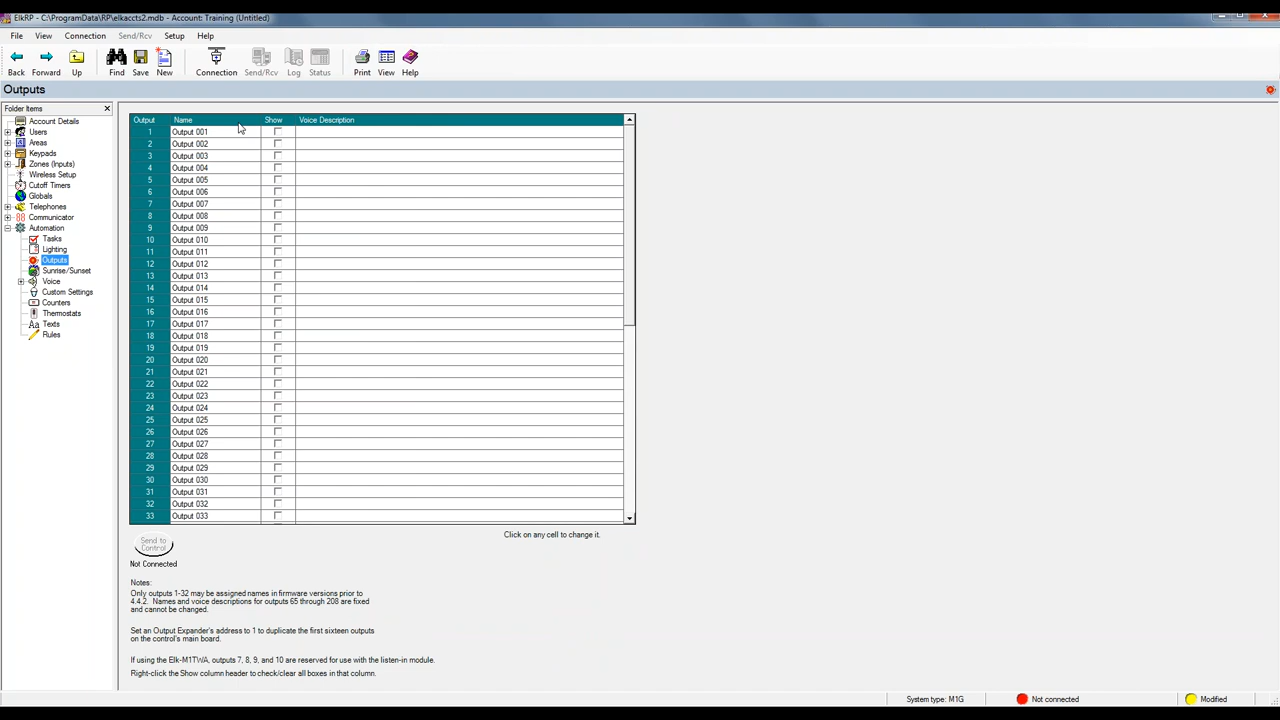 ElkRP - C:\ProgramData\RP\elkaccts2.mdb - Account: Training (Untitled)
File View Connection Send/Rcv Setup Help
Back Forward Up Find Save New Connection Send/Rcv Log Status Print View Help
Outputs
Folder Items
Account Details
Users
Areas
Keypads
Zones (Inputs)
Wireless Setup
Cutoff Timers
Globals
Telephones
Communicator
Automation
Tasks
Lighting
Outputs
Sunrise/Sunset
Voice
Custom Settings
Counters
Thermostats
Texts
Rules
Output Name Show Voice Description
1 Output 001
2 Output 002
3 Output 003
4 Output 004
5 Output 005
6 Output 006
7 Output 007
8 Output 008
9 Output 009
10 Output 010
11 Output 011
12 Output 012
13 Output 013
14 Output 014
15 Output 015
16 Output 016
17 Output 017
18 Output 018
19 Output 019
20 Output 020
21 Output 021
22 Output 022
23 Output 023
24 Output 024
25 Output 025
26 Output 026
27 Output 027
28 Output 028
29 Output 029
30 Output 030
31 Output 031
32 Output 032
33 Output 033
Click on any cell to change it.
Send to
Control
Not Connected
Notes:
Only outputs 1-32 may be assigned names in firmware versions prior to
4.4.2. Names and voice descriptions for outputs 65 through 208 are fixed
and cannot be changed.
Set an Output Expander's address to 1 to duplicate the first sixteen outputs
on the control's main board.
If using the Elk-M1TWA, outputs 7, 8, 9, and 10 are reserved for use with the listen-in module.
Right-click the Show column header to check/clear all boxes in that column.
System type: M1G Not connected Modified